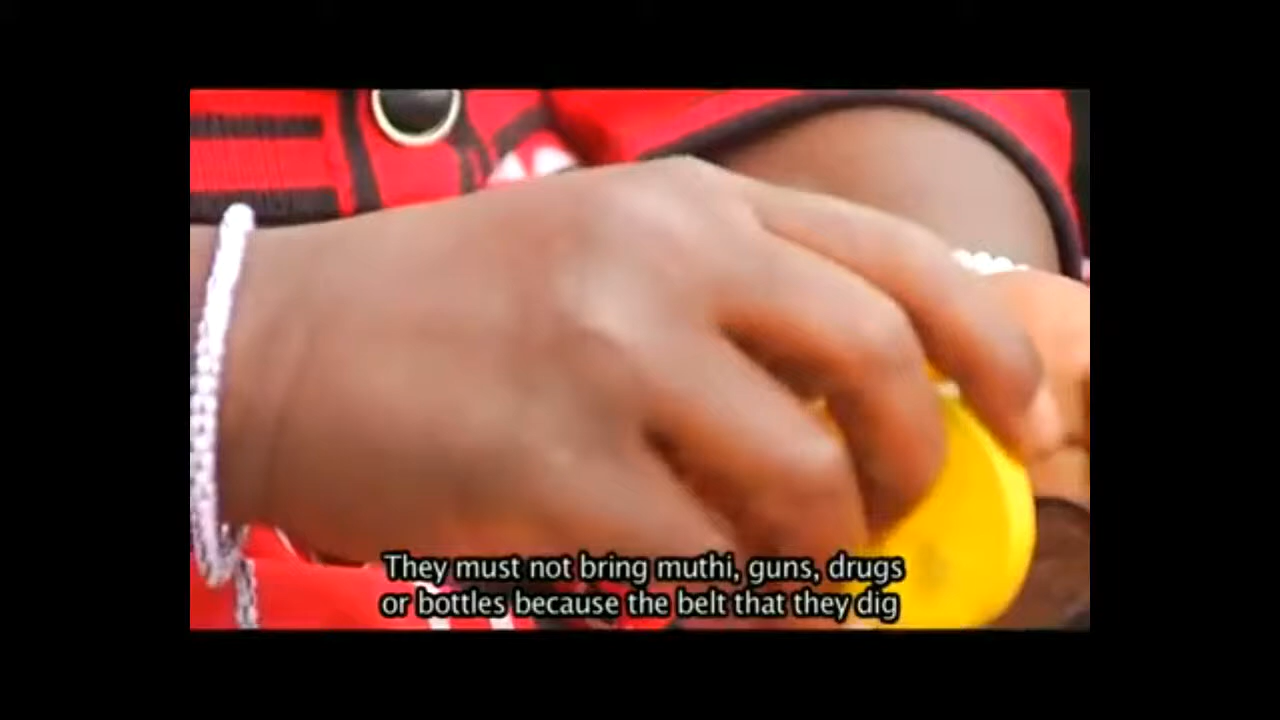 They must not bring muthi, guns, drugs
or bottles because the belt that they dig